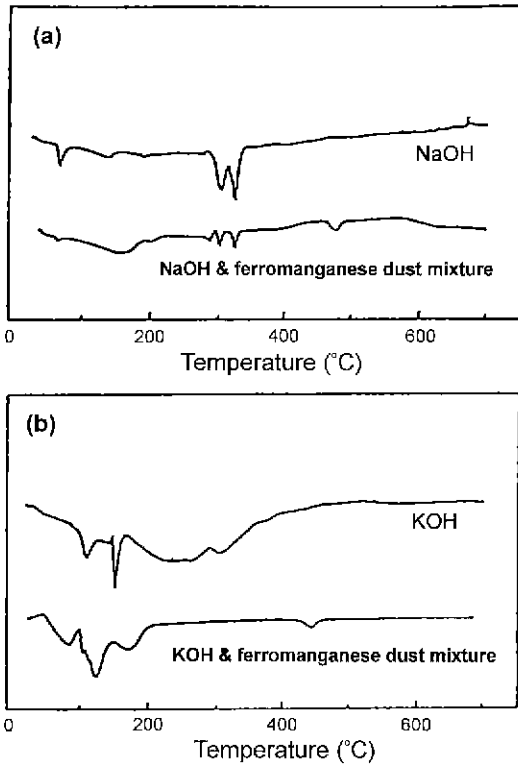 (a)
NaOH
NaOH & ferromanganese dust mixture
0 200 400 600
Temperature (°C)
(b)
KOH
KOH & ferromanganese dust mixture
0 200 400 600
Temperature (°C)